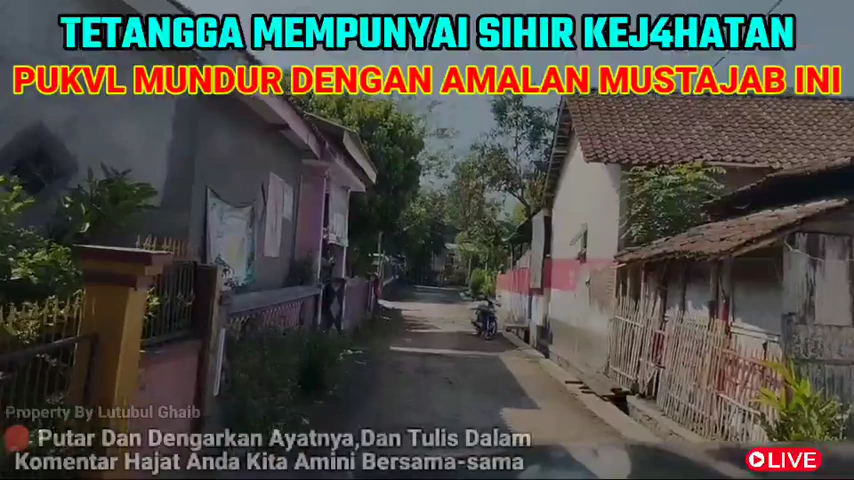 TETANGGA MEMPUNYAI SIHIR KEJ4HATAN
PUKVL MUNDUR DENGAN AMALAN MUSTAJAB INI
Property By Lutubul Ghaib
Putar Dan Dengarkan Ayatnya,Dan Tulis Dalam
Komentar Hajat Anda Kita Amini Bersama-sama
LIVE